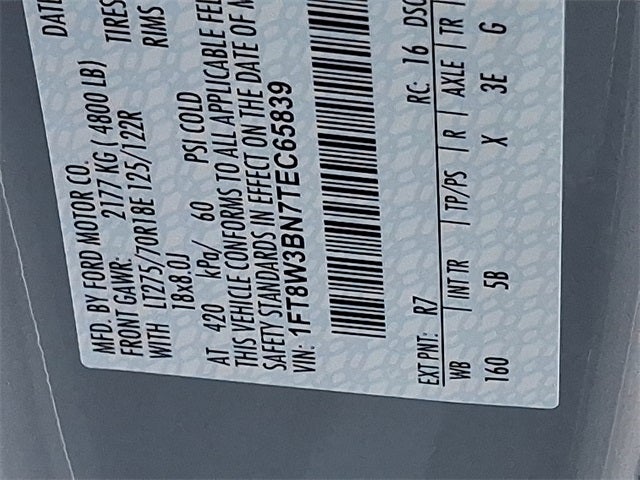 MFD. BY FORD MOTOR CO. DATE
FRONT GAWR: 2177 KG ( 4800 LB)
WITH LT275/70R18E 125/122R TIRES
18x8.0J RIMS
AT 420 kPa/ 60 PSI COLD
THIS VEHICLE CONFORMS TO ALL APPLICABLE
SAFETY STANDARDS IN EFFECT ON THE DATE OF
VIN: 1FT8W3BN7TEC65839
EXT PNT: R7 RC: 16
WB | INT TR | TP/PS | R | AXLE | TR |
160 5B X 3E G